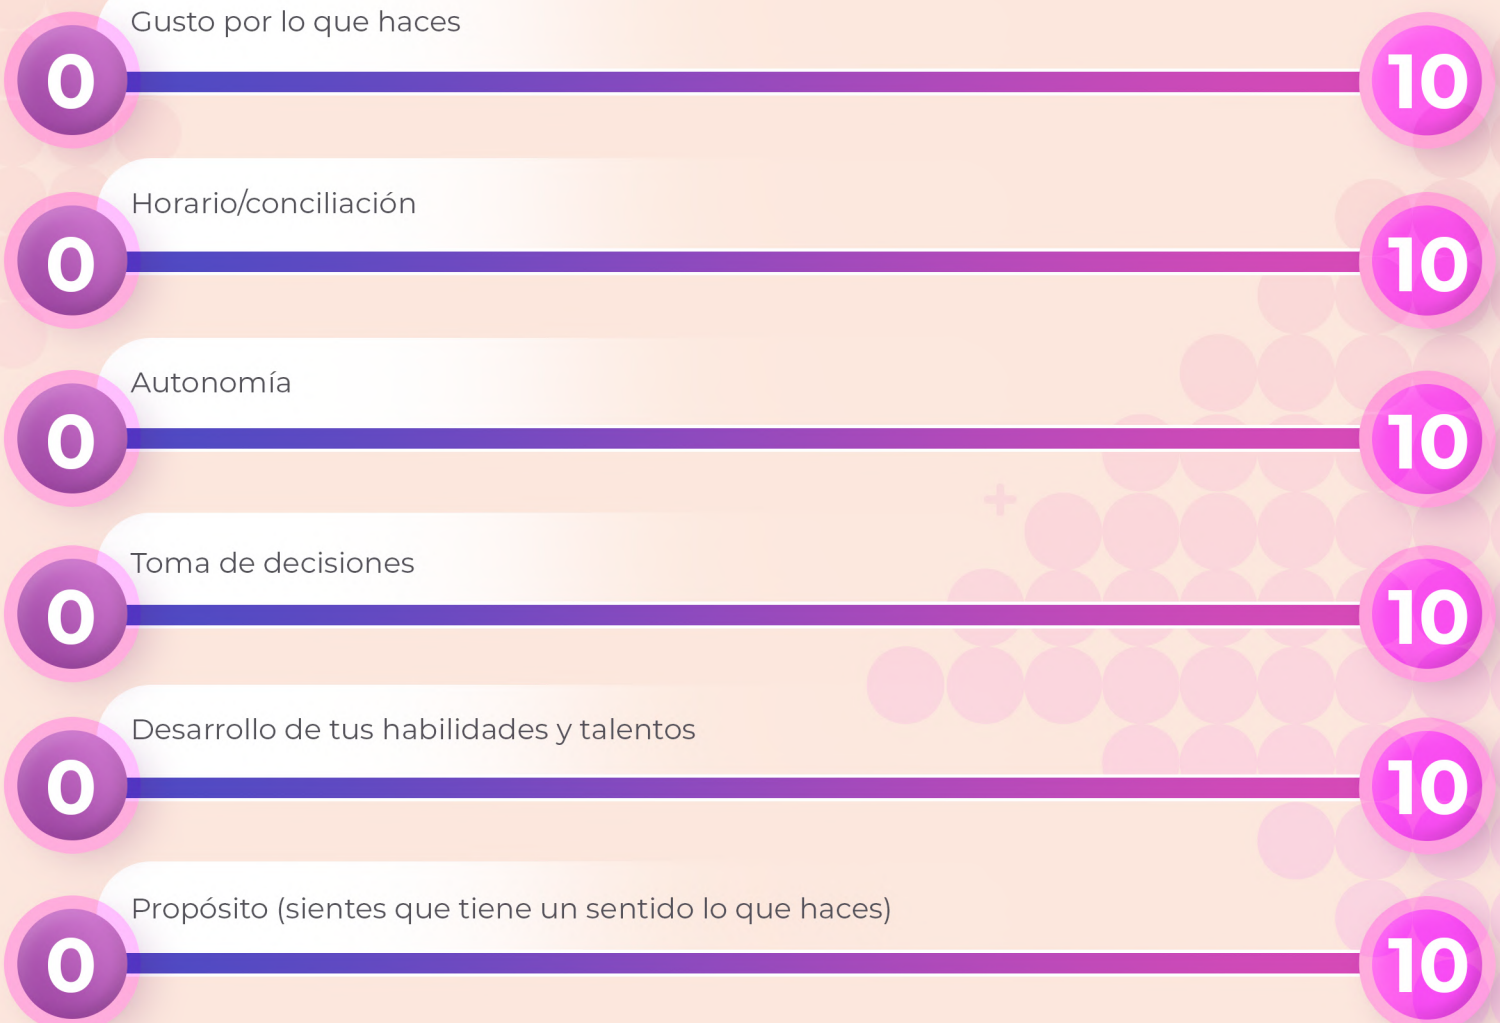 Gusto por lo que haces
0 10
Horario/conciliación
0 10
Autonomía
0 10
Toma de decisiones
0 10
Desarrollo de tus habilidades y talentos
0 10
Propósito (sientes que tiene un sentido lo que haces)
0 10